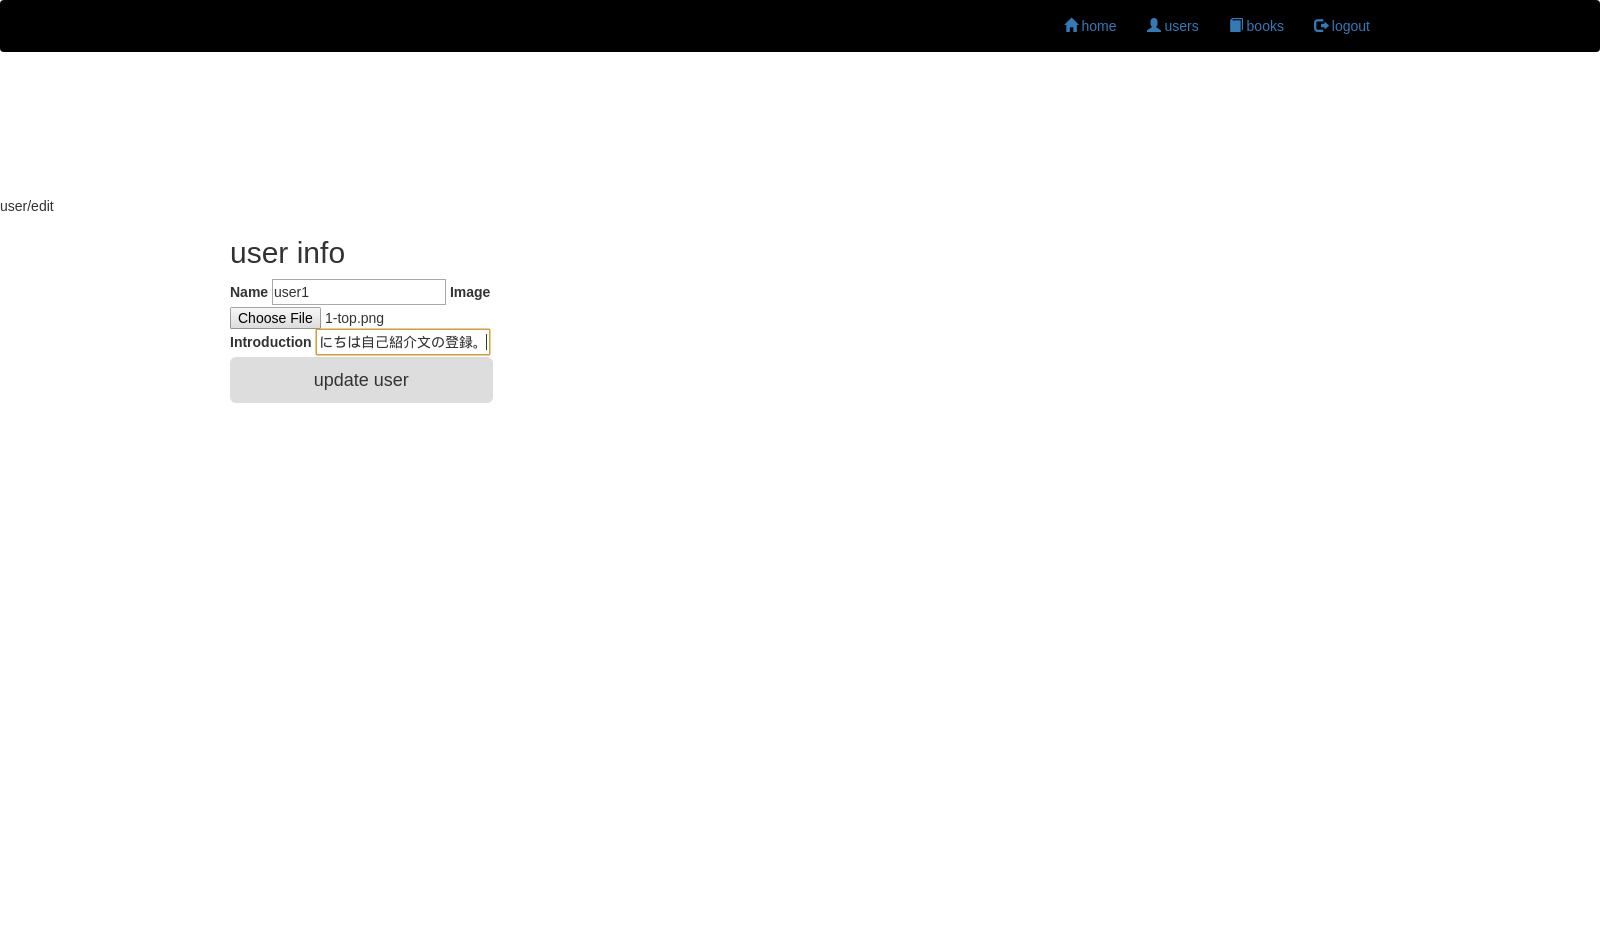 home users books logout
user/edit
user info
Name user1 Image
Choose File 1-top.png
Introduction にちは自己紹介文の登録。
update user